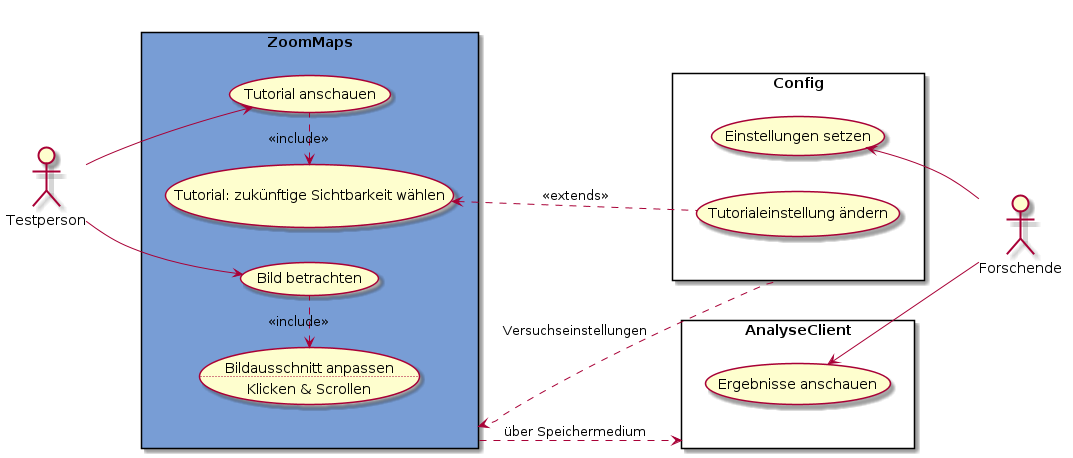 ZoomMaps
Tutorial anschauen
«include»
Tutorial: zukünftige Sichtbarkeit wählen
Bild betrachten
«include»
Bildausschnitt anpassen
Klicken & Scrollen
Testperson
«extends»
Versuchseinstellungen
über Speichermedium
Config
Einstellungen setzen
Tutorialeinstellung ändern
AnalyseClient
Ergebnisse anschauen
Forschende